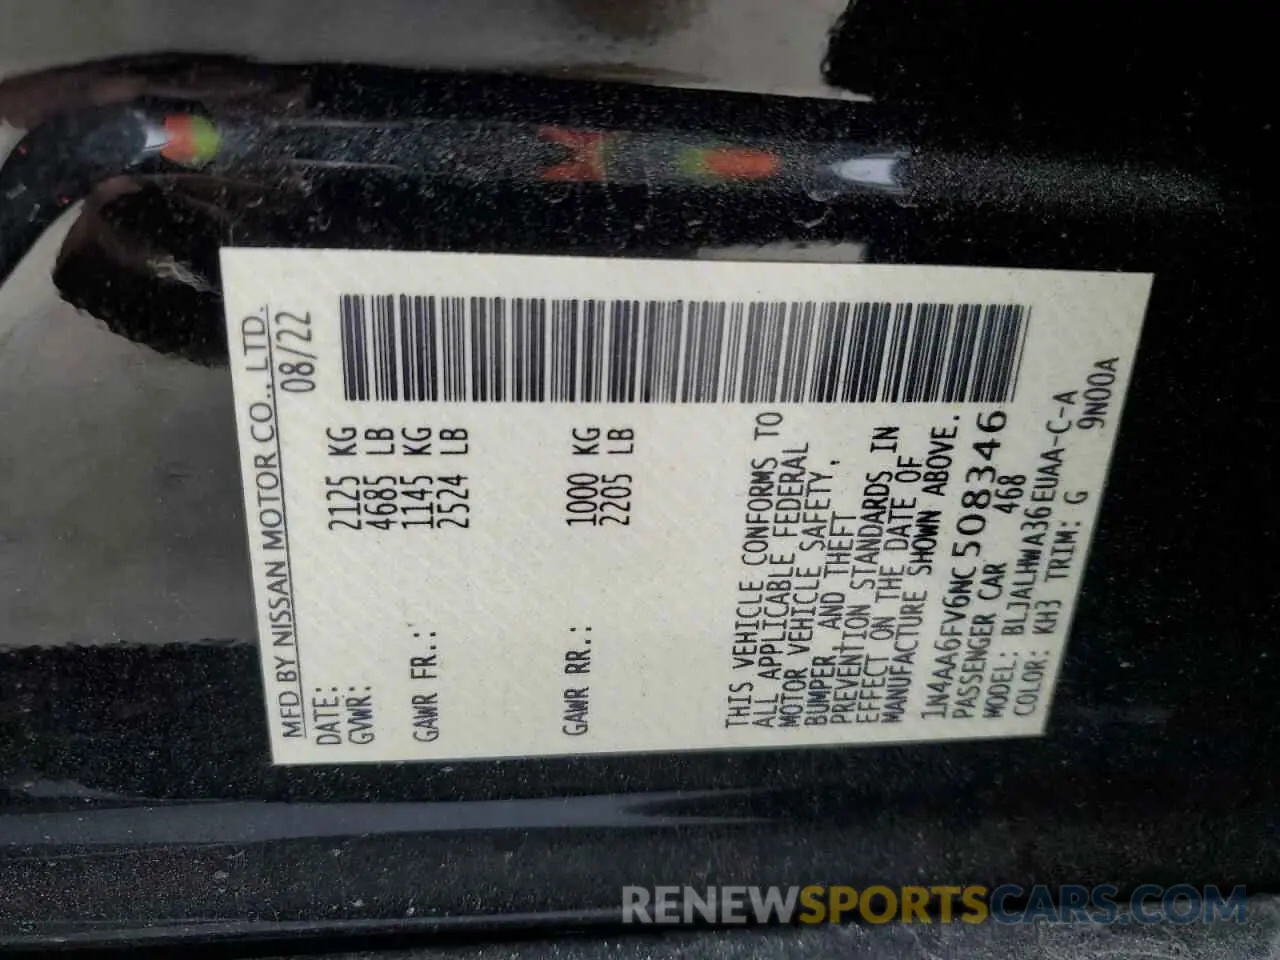 MFD BY NISSAN MOTOR CO., LTD.
DATE: 08/22
GVWR: 2125 KG
4685 LB
GAWR FR.: 1145 KG
2524 LB
GAWR RR.: 1000 KG
2205 LB
THIS VEHICLE CONFORMS TO
ALL APPLICABLE FEDERAL
MOTOR VEHICLE SAFETY,
BUMPER, AND THEFT
PREVENTION STANDARDS IN
EFFECT ON THE DATE OF
MANUFACTURE SHOWN ABOVE.
1N4AA6FV6NC508346
PASSENGER CAR 468
MODEL: BLJALHWA36EUAA-C-A
COLOR: KH3 TRIM: G 9N00A
RENEWSPORTSCARS.COM